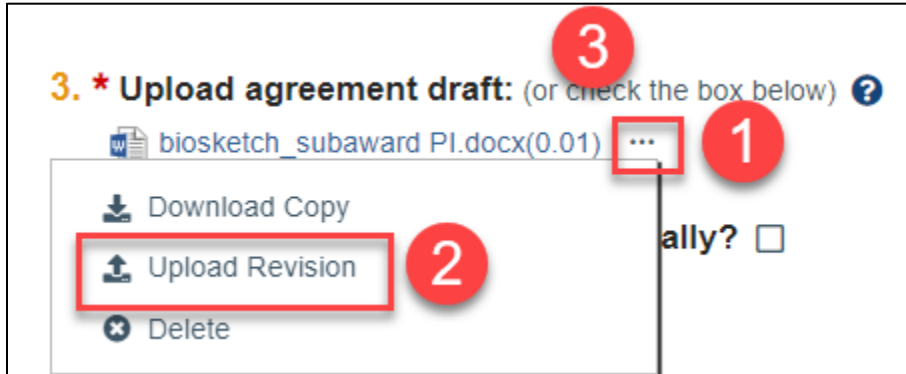 3
3. * Upload agreement draft: (or check the box below) ?
biosketch_subaward PI.docx(0.01) ... 1
Download Copy
ally?
Upload Revision 2
Delete